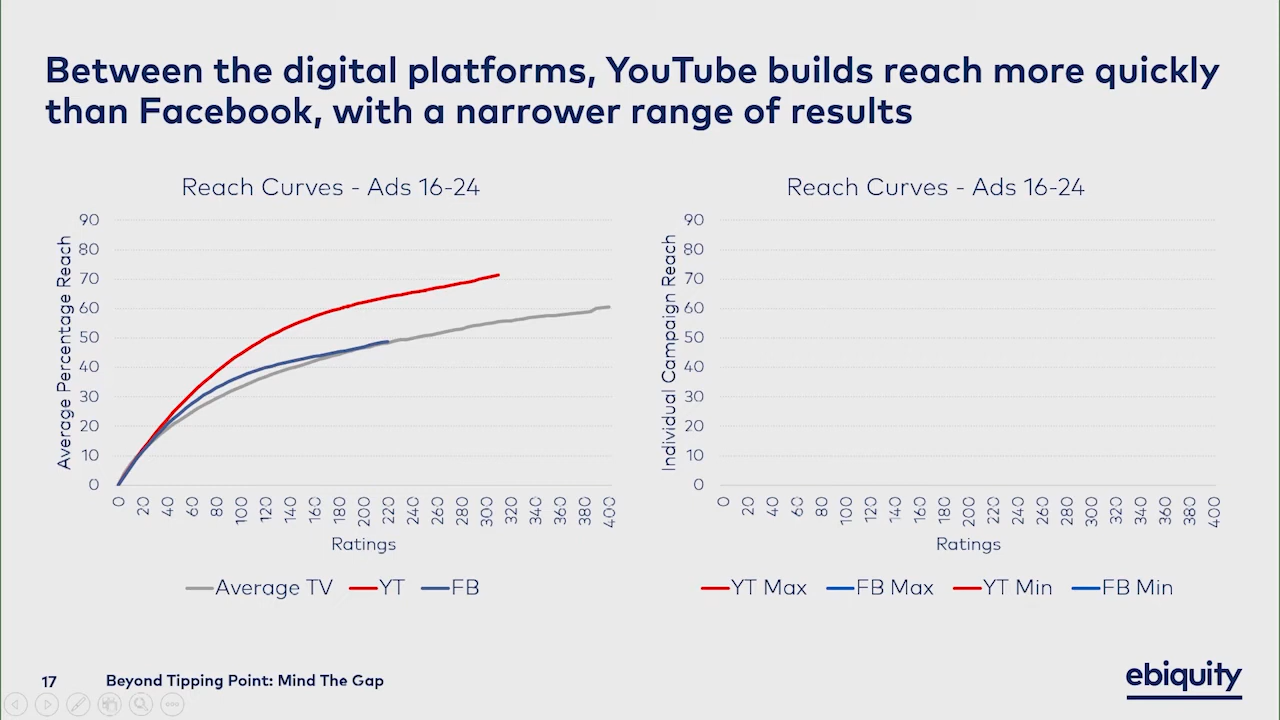 Between the digital platforms, YouTube builds reach more quickly
than Facebook, with a narrower range of results
Reach Curves - Ads 16-24
Average Percentage Reach
90
80
70
60
50
40
30
20
10
0
0 20 40 60 80 100 120 140 160 180 200 220 240 260 280 300 320 340 360 380 400
Ratings
Average TV YT FB
Reach Curves - Ads 16-24
Individual Campaign Reach
90
80
70
60
50
40
30
20
10
0
0 20 40 60 80 100 120 140 160 180 200 220 240 260 280 300 320 340 360 380 400
Ratings
YT Max FB Max YT Min FB Min
17 Beyond Tipping Point: Mind The Gap
ebiquity